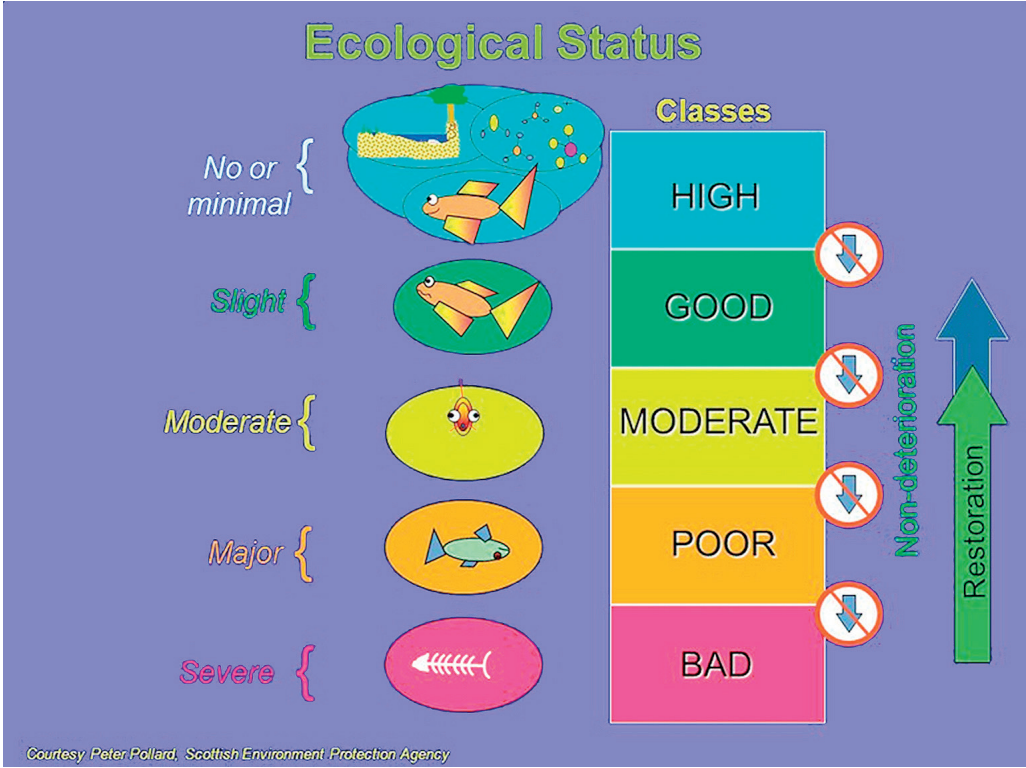 Ecological Status
Classes
No or
minimal
HIGH
Slight
GOOD
Moderate
MODERATE
Major
POOR
Severe
BAD
Non-deterioration
Restoration
Courtesy Peter Pollard, Scottish Environment Protection Agency